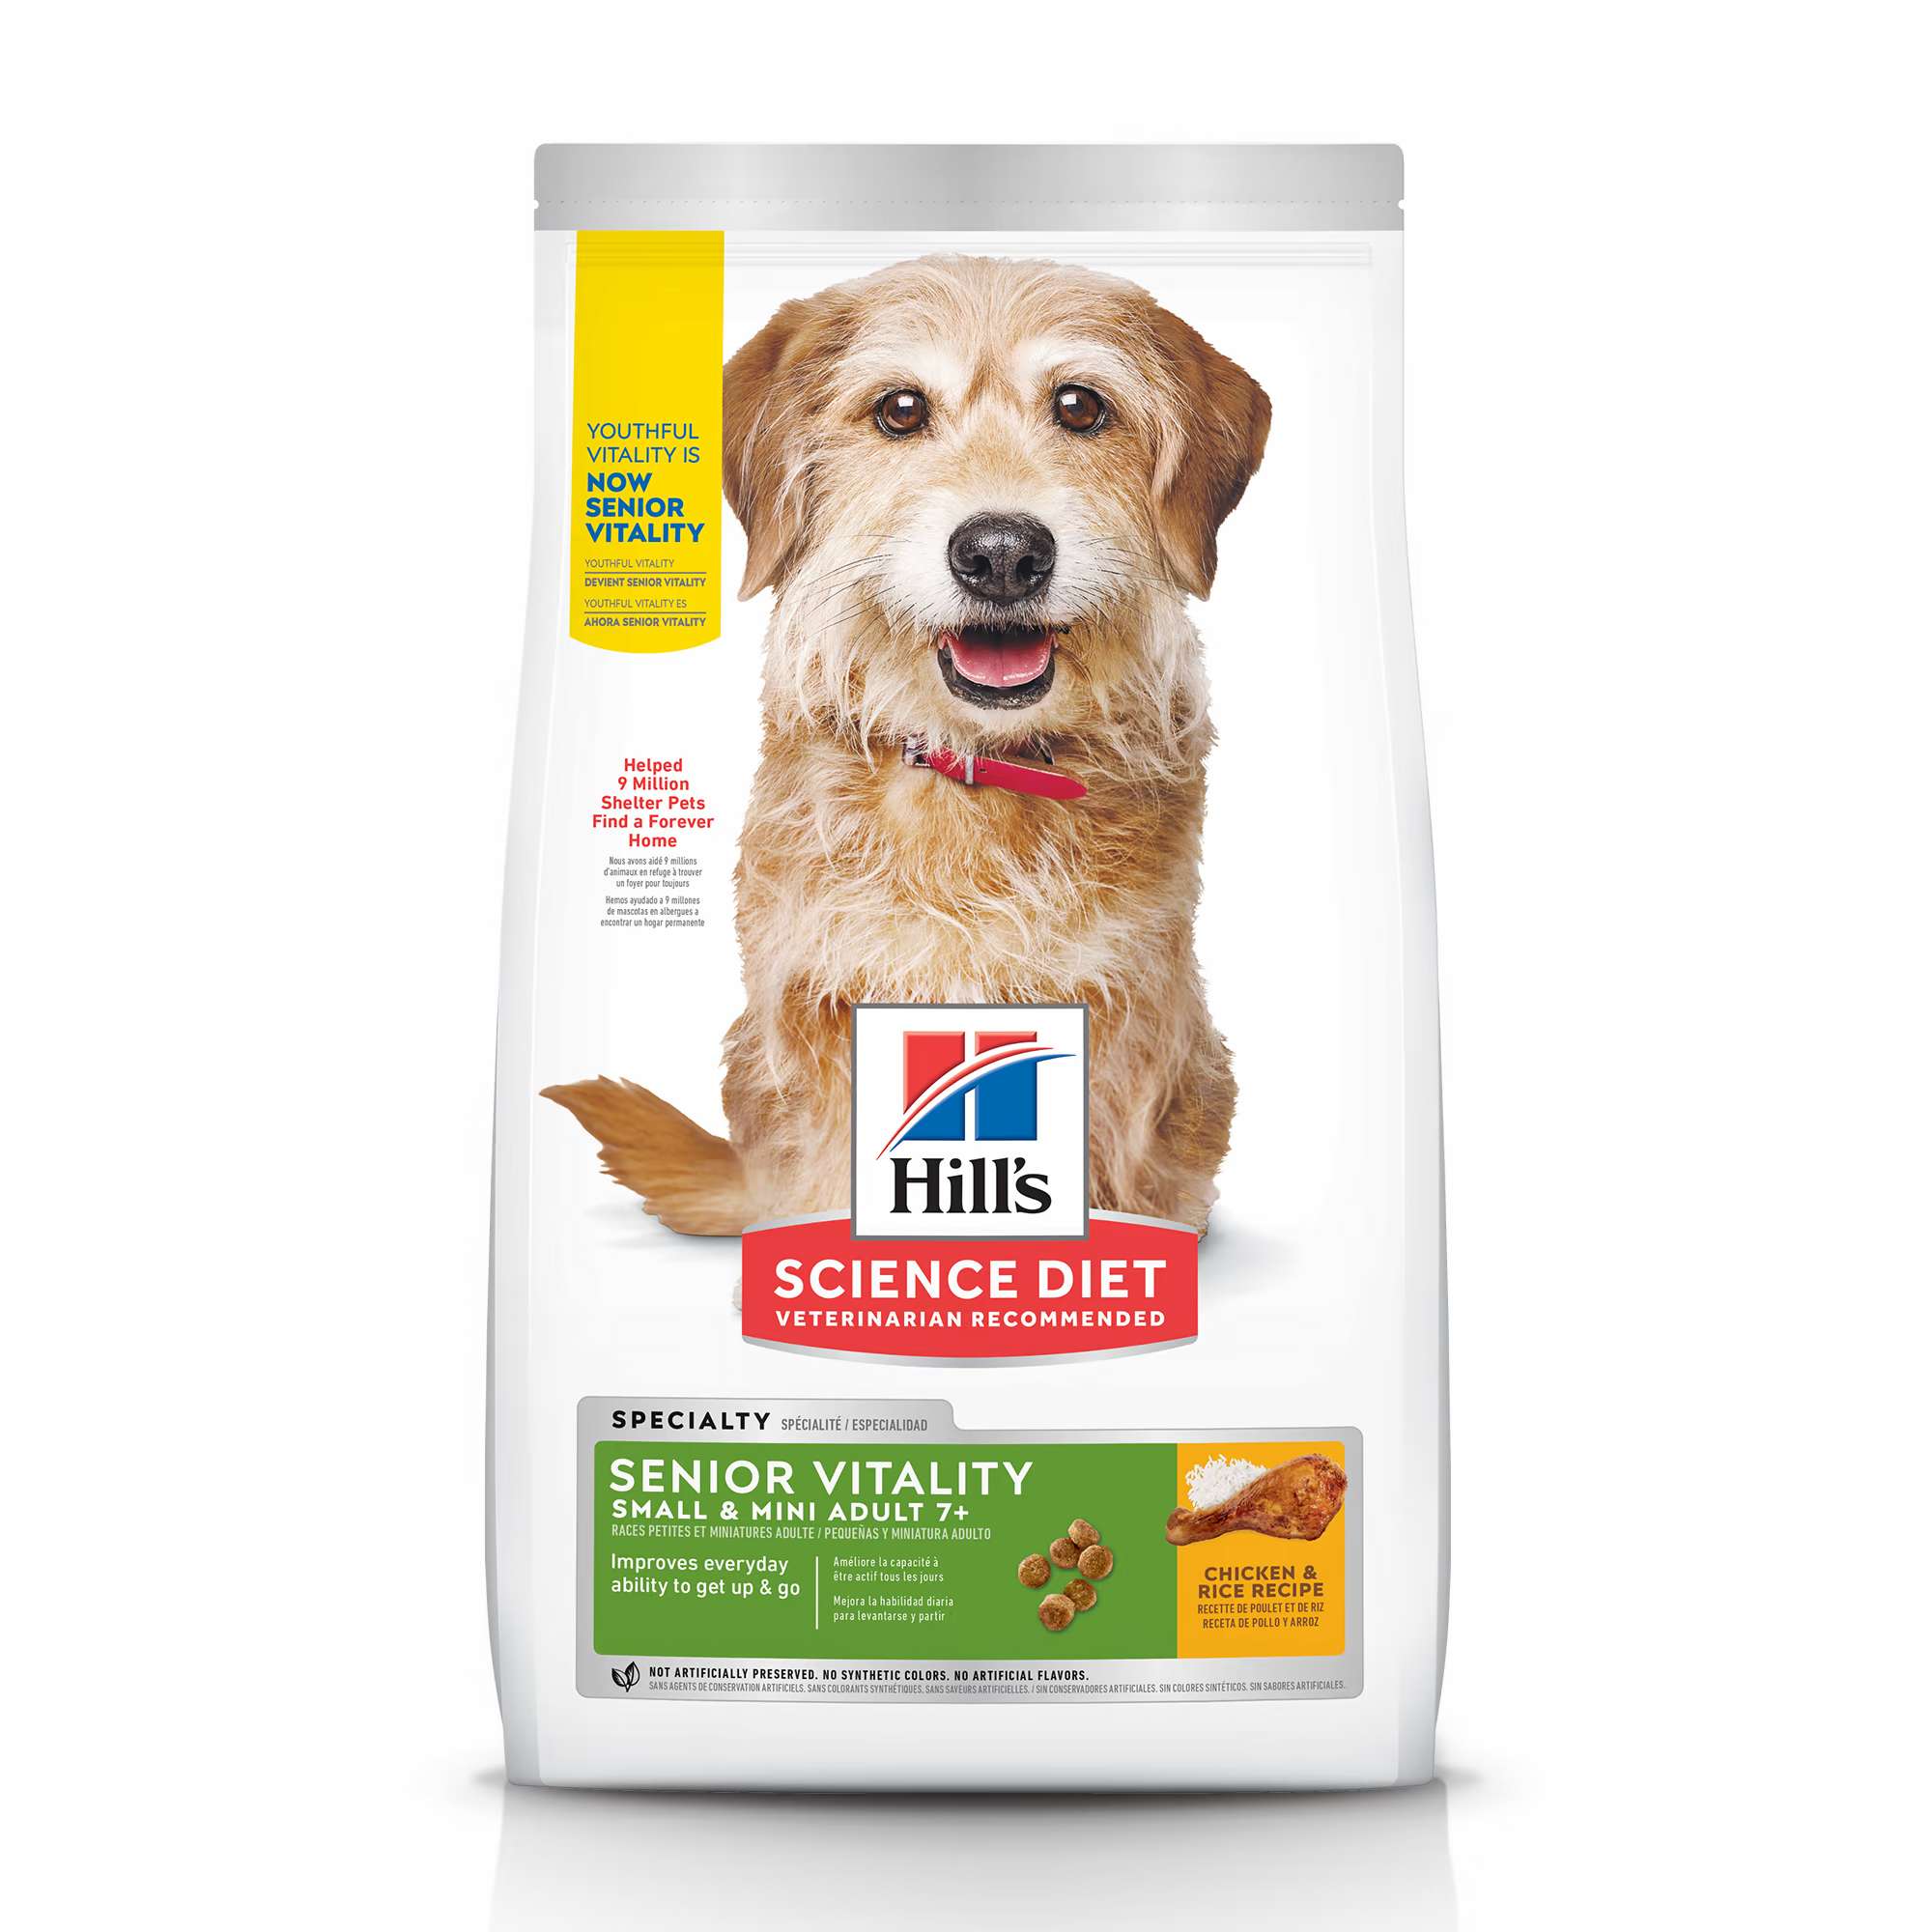 YOUTHFUL
VITALITY IS
NOW
SENIOR
VITALITY
YOUTHFUL VITALITY
DEVIENT SENIOR VITALITY
YOUTHFUL VITALITY ES
AHORA SENIOR VITALITY
Helped
9 Million
Shelter Pets
Find a Forever
Home
Nous avons aidé 9 millions
d'animaux en refuge à trouver
un foyer pour toujours
Hemos ayudado a 9 millones
de mascotas en albergues a
encontrar un hogar permanente
Hill's
SCIENCE DIET
VETERINARIAN RECOMMENDED
SPECIALTY SPÉCIALITÉ / ESPECIALIDAD
SENIOR VITALITY
SMALL & MINI ADULT 7+
RACES PETITES ET MINIATURES ADULTE / PEQUEÑAS Y MINIATURA ADULTO
Improves everyday
ability to get up & go
Améliore la capacité à
être actif tous les jours
Mejora la habilidad diaria
para levantarse y partir
CHICKEN &
RICE RECIPE
RECETTE DE POULET ET DE RIZ
RECETA DE POLLO Y ARROZ
NOT ARTIFICIALLY PRESERVED. NO SYNTHETIC COLORS. NO ARTIFICIAL FLAVORS.
SANS AGENTS DE CONSERVATION ARTIFICIELS. SANS COLORANTS SYNTHÉTIQUES. SANS SAVEURS ARTIFICIELLES. / SIN CONSERVADORES ARTIFICIALES. SIN COLORES SINTÉTICOS. SIN SABORES ARTIFICIALES.